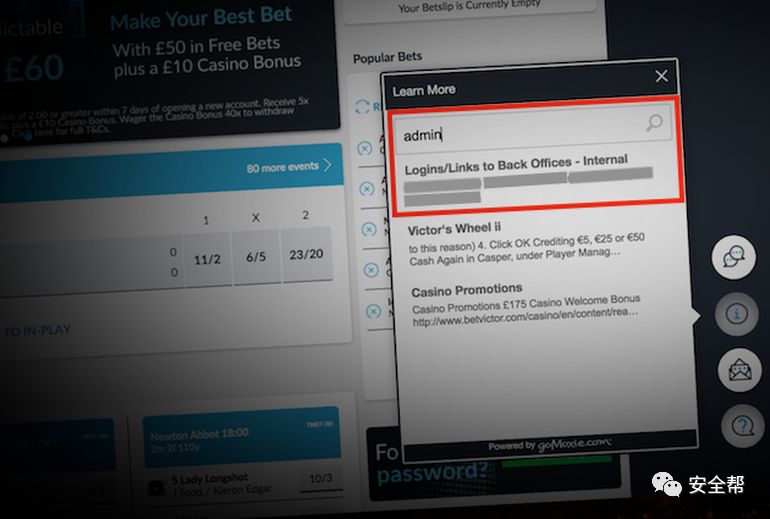 Your Betslip is Currently Empty
dictable
Make Your Best Bet
£60
With £50 in Free Bets
plus a £10 Casino Bonus
of 2:00 or greater within 7 days of opening a new account. Receive 5x
plus a £10 Casino Bonus. Wager the Casino Bonus 40x to withdraw
Click here for full T&Cs.
Popular Bets
80 more events
1 X 2
0
0
11/2 6/5 23/20
TO IN-PLAY
Newton Abbot 18:00
2m 2f 110y
5 Lady Longshot
J Scott / Kieron Edgar
10/3
password?
Learn More
admin
Logins/Links to Back Offices - Internal
Victor's Wheel ii
to this reason) 4. Click OK Crediting €5, €25 or €50
Cash Again in Casper, under Player Manag...
Casino Promotions
Casino Promotions £175 Casino Welcome Bonus
http://www.betvictor.com/casino/en/content/rea...
Powered by goMoxie.com
安全帮